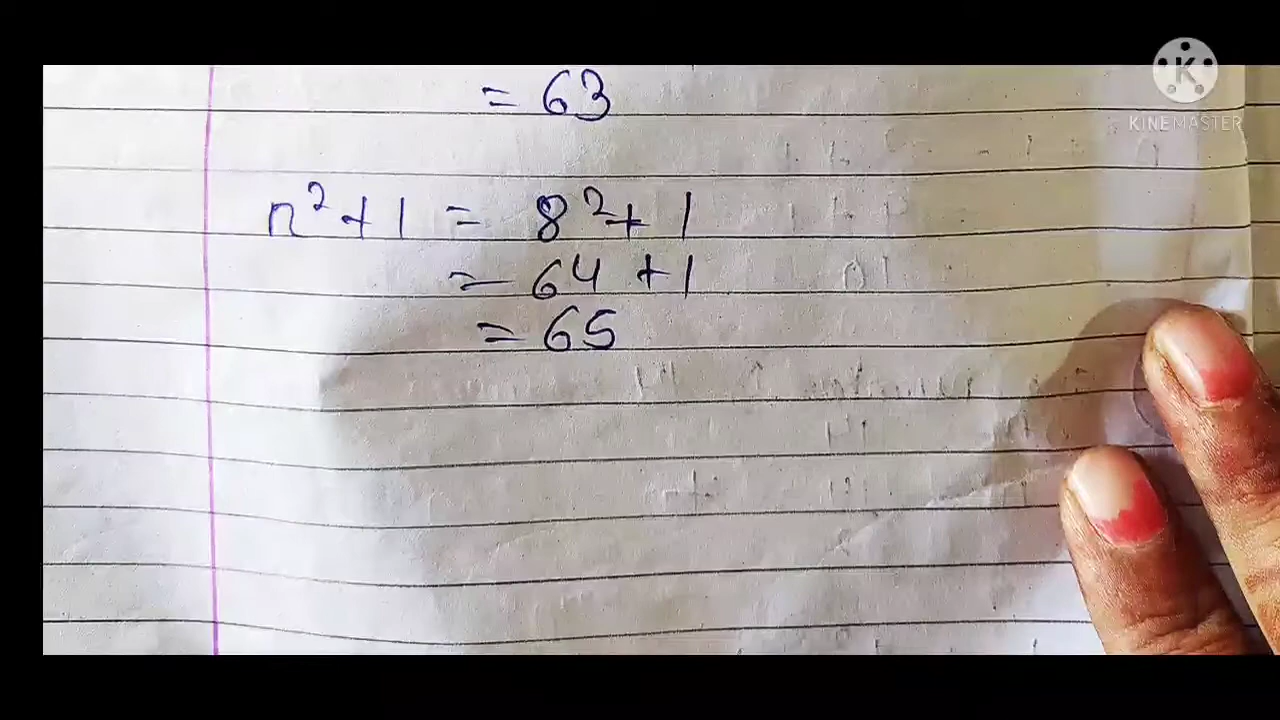 = 63
KINEMASTER
n² + 1 = 8² + 1
= 64 + 1
= 65